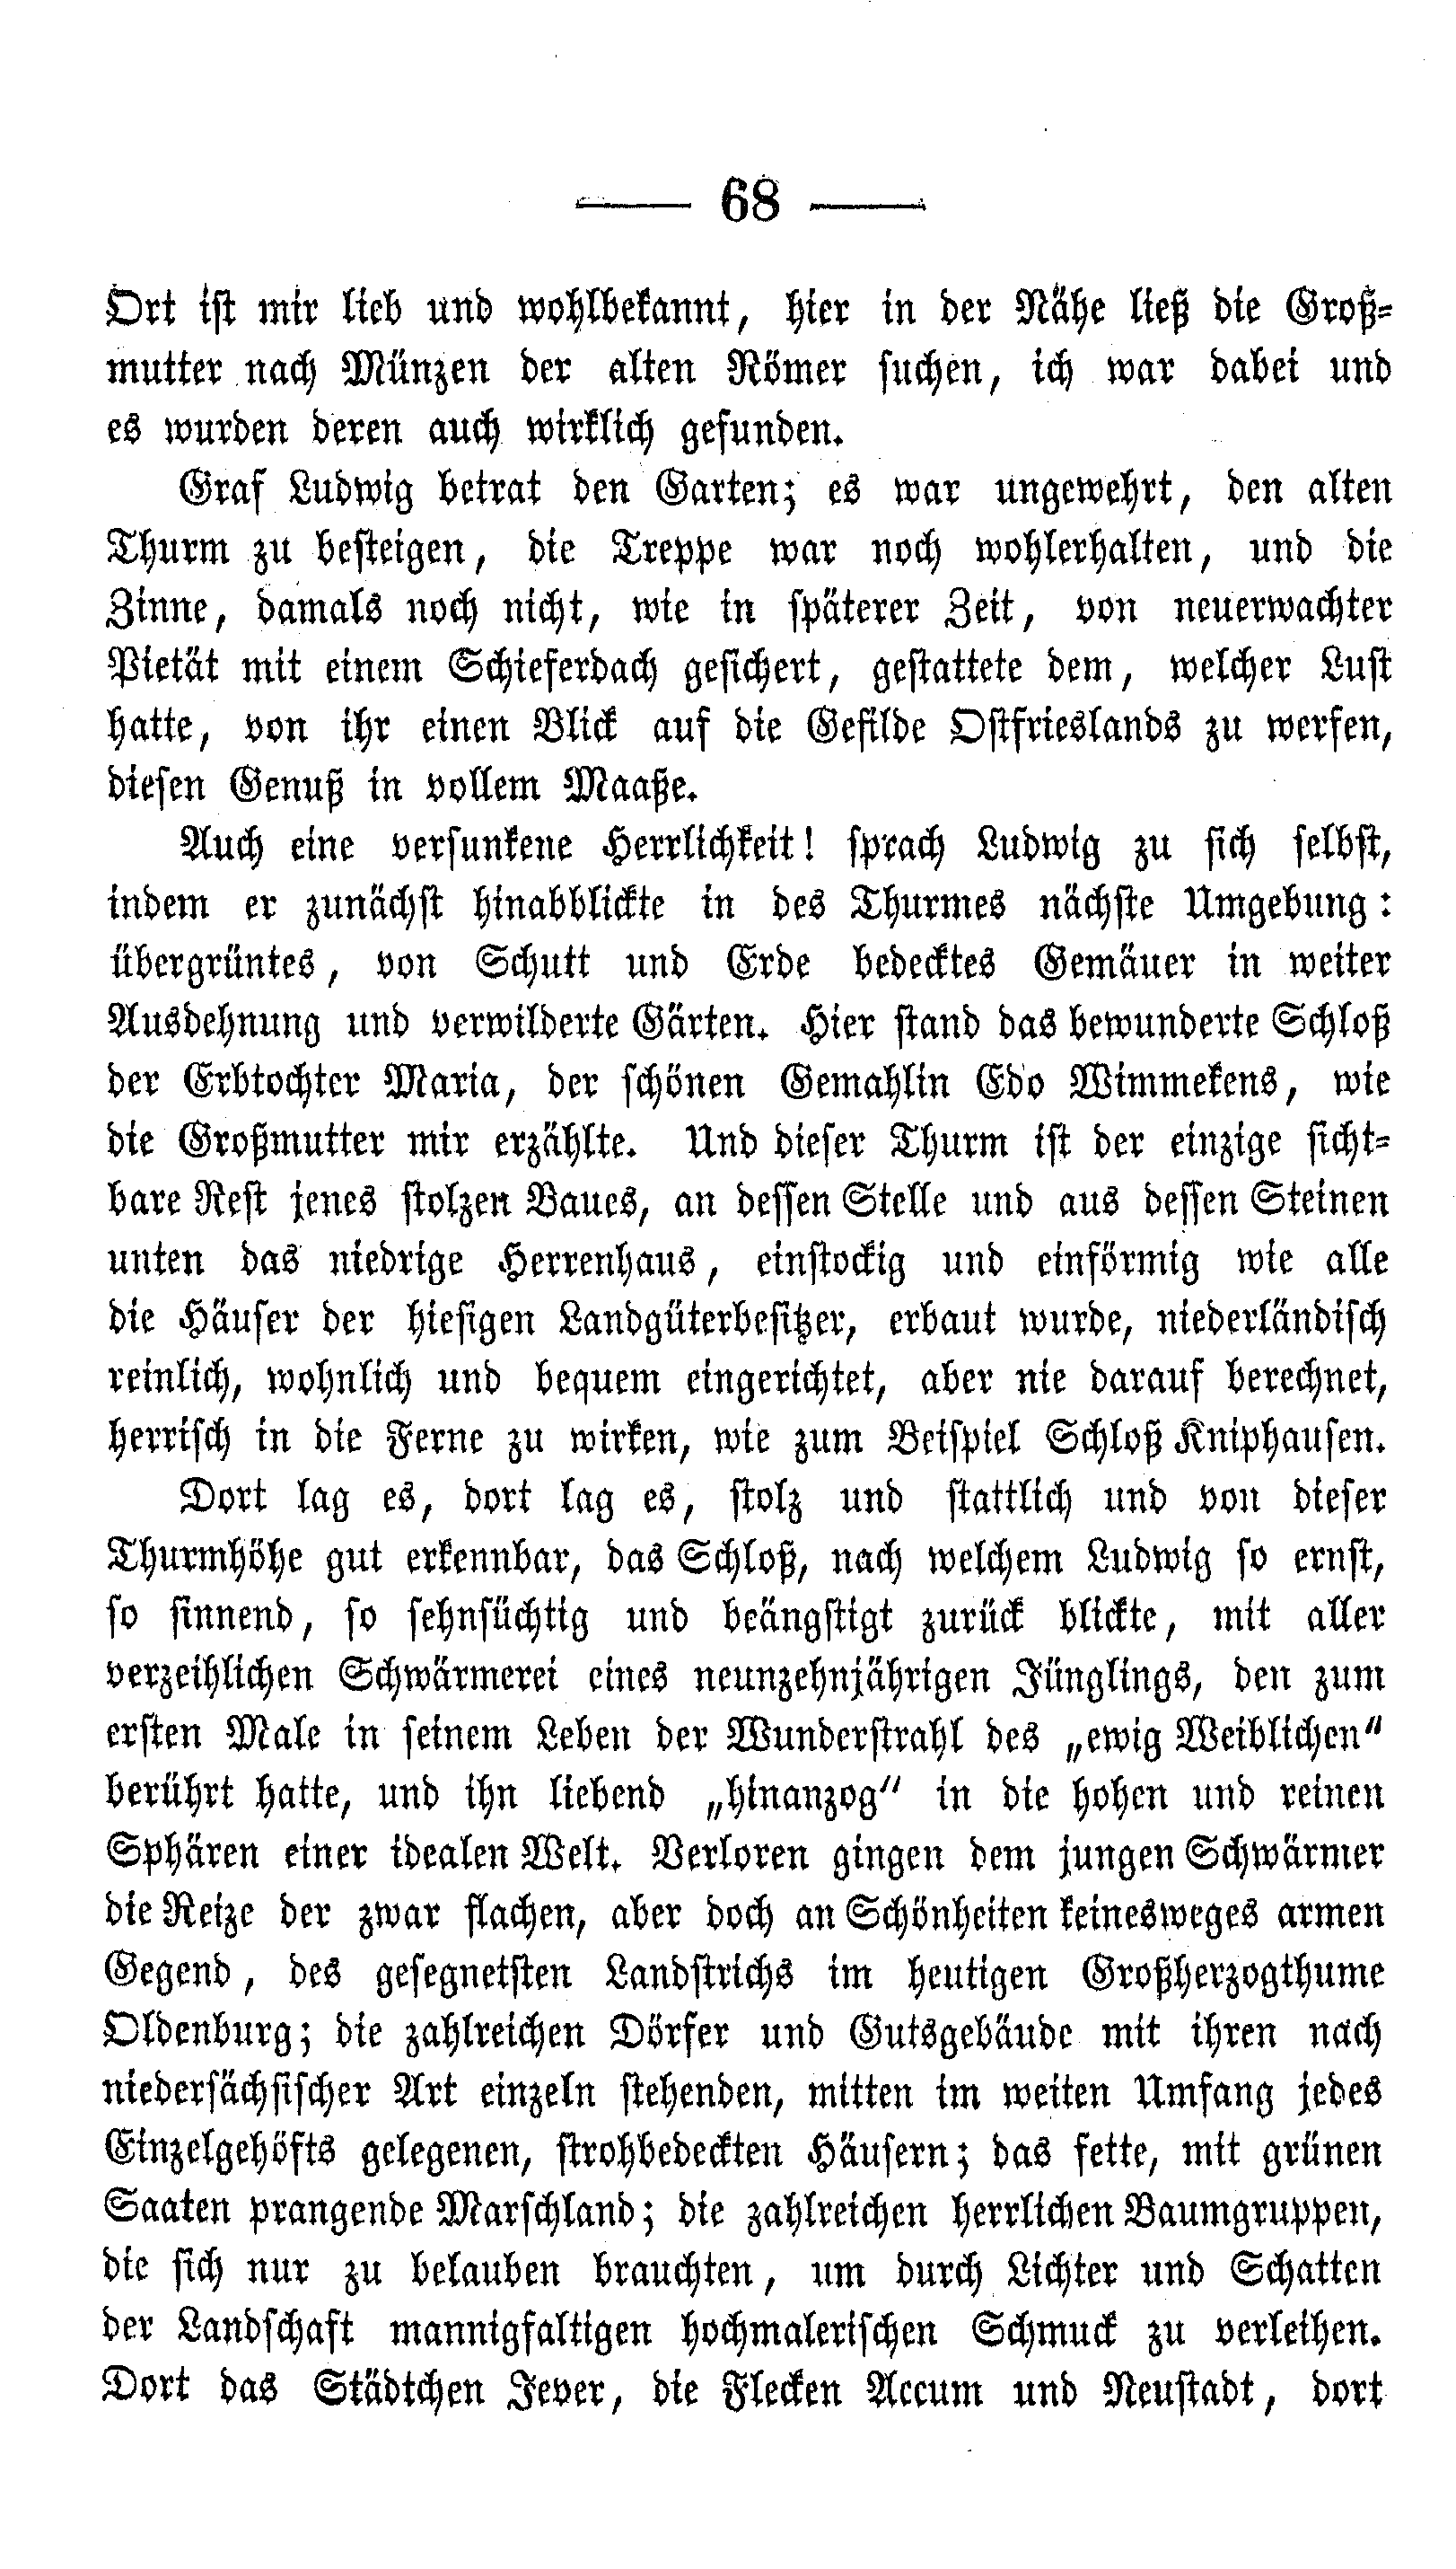 — 68 —
Ort ist mir lieb und wohlbekannt, hier in der Nähe ließ die Groß-
mutter nach Münzen der alten Römer suchen, ich war dabei und
es wurden deren auch wirklich gefunden.
Graf Ludwig betrat den Garten; es war ungewehrt, den alten
Thurm zu besteigen, die Treppe war noch wohlerhalten, und die
Zinne, damals noch nicht, wie in späterer Zeit, von neuerwachter
Pietät mit einem Schieferdach gesichert, gestattete dem, welcher Lust
hatte, von ihr einen Blick auf die Gefilde Ostfrieslands zu werfen,
diesen Genuß in vollem Maaße.
Auch eine versunkene Herrlichkeit! sprach Ludwig zu sich selbst,
indem er zunächst hinabblickte in des Thurmes nächste Umgebung:
übergrüntes, von Schutt und Erde bedecktes Gemäuer in weiter
Ausdehnung und verwilderte Gärten. Hier stand das bewunderte Schloß
der Erbtochter Maria, der schönen Gemahlin Edo Wimmekens, wie
die Großmutter mir erzählte. Und dieser Thurm ist der einzige sicht-
bare Rest jenes stolzen Baues, an dessen Stelle und aus dessen Steinen
unten das niedrige Herrenhaus, einstockig und einförmig wie alle
die Häuser der hiesigen Landgüterbesitzer, erbaut wurde, niederländisch
reinlich, wohnlich und bequem eingerichtet, aber nie darauf berechnet,
herrisch in die Ferne zu wirken, wie zum Beispiel Schloß Kniphausen.
Dort lag es, dort lag es, stolz und stattlich und von dieser
Thurmhöhe gut erkennbar, das Schloß, nach welchem Ludwig so ernst,
so sinnend, so sehnsüchtig und beängstigt zurück blickte, mit aller
verzeihlichen Schwärmerei eines neunzehnjährigen Jünglings, den zum
ersten Male in seinem Leben der Wunderstrahl des „ewig Weiblichen“
berührt hatte, und ihn liebend „hinanzog“ in die hohen und reinen
Sphären einer idealen Welt. Verloren gingen dem jungen Schwärmer
die Reize der zwar flachen, aber doch an Schönheiten keinesweges armen
Gegend, des gesegnetsten Landstrichs im heutigen Großherzogthume
Oldenburg; die zahlreichen Dörfer und Gutsgebäude mit ihren nach
niedersächsischer Art einzeln stehenden, mitten im weiten Umfang jedes
Einzelgehöfts gelegenen, strohbedeckten Häusern; das fette, mit grünen
Saaten prangende Marschland; die zahlreichen herrlichen Baumgruppen,
die sich nur zu belauben brauchten, um durch Lichter und Schatten
der Landschaft mannigfaltigen hochmalerischen Schmuck zu verleihen.
Dort das Städtchen Jever, die Flecken Accum und Neustadt, dort